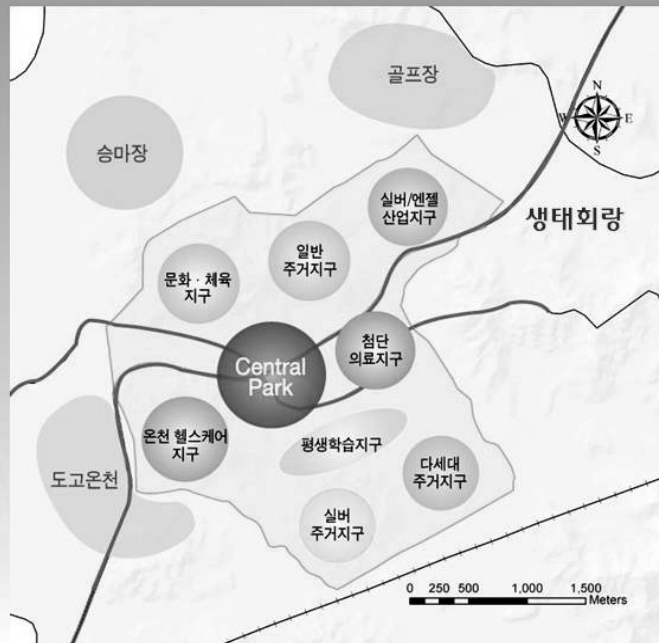 골프장
N
W E
S
승마장
실버/엔젤
산업지구
생태회랑
일반
주거지구
문화 · 체육
지구
첨단
의료지구
Central
Park
온천 헬스케어
지구
평생학습지구
다세대
주거지구
도고온천
실버
주거지구
0 250 500 1,000 1,500
Meters